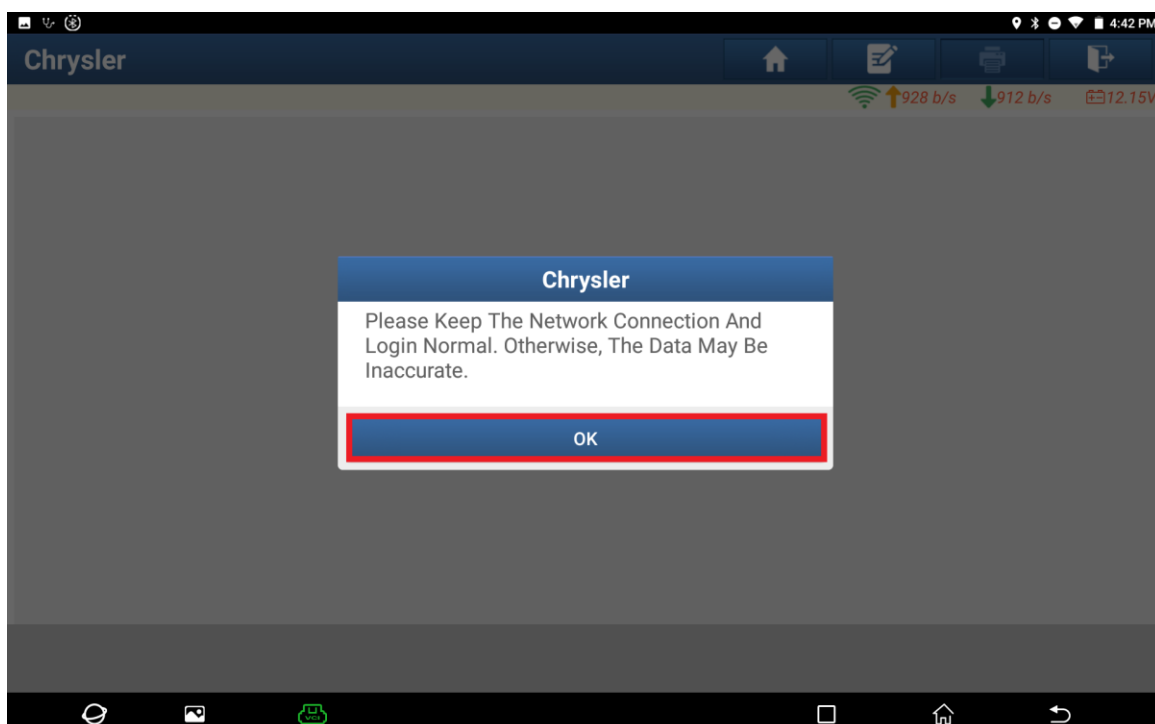 4:42 PM
Chrysler
928 b/s 912 b/s 12.15V
Chrysler
Please Keep The Network Connection And
Login Normal. Otherwise, The Data May Be
Inaccurate.
OK
VCI